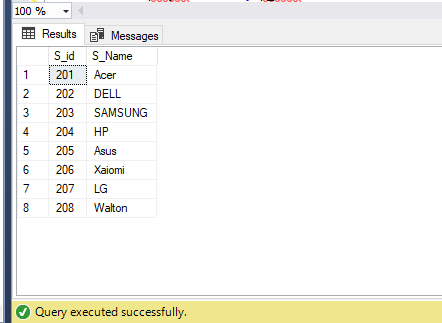 100 %
Results Messages
S_id S_Name
1 201 Acer
2 202 DELL
3 203 SAMSUNG
4 204 HP
5 205 Asus
6 206 Xaiomi
7 207 LG
8 208 Walton
Query executed successfully.